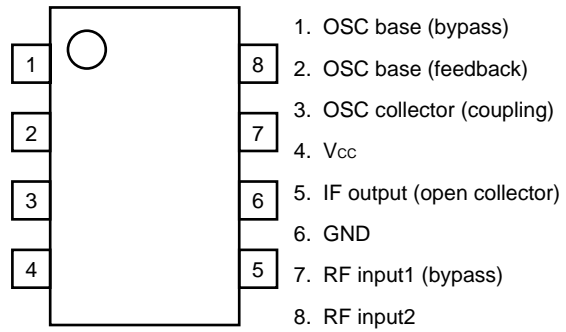 1
2
3
4
8
7
6
5
1. OSC base (bypass)
2. OSC base (feedback)
3. OSC collector (coupling)
4. Vcc
5. IF output (open collector)
6. GND
7. RF input1 (bypass)
8. RF input2